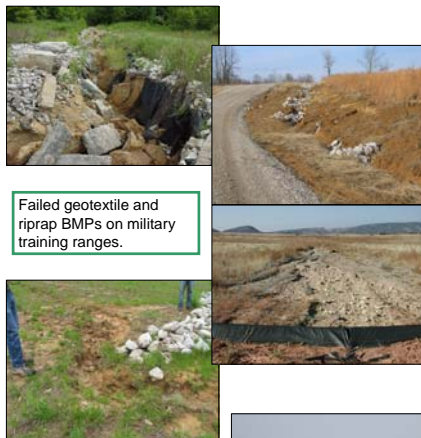 Failed geotextile and
riprap BMPs on military
training ranges.